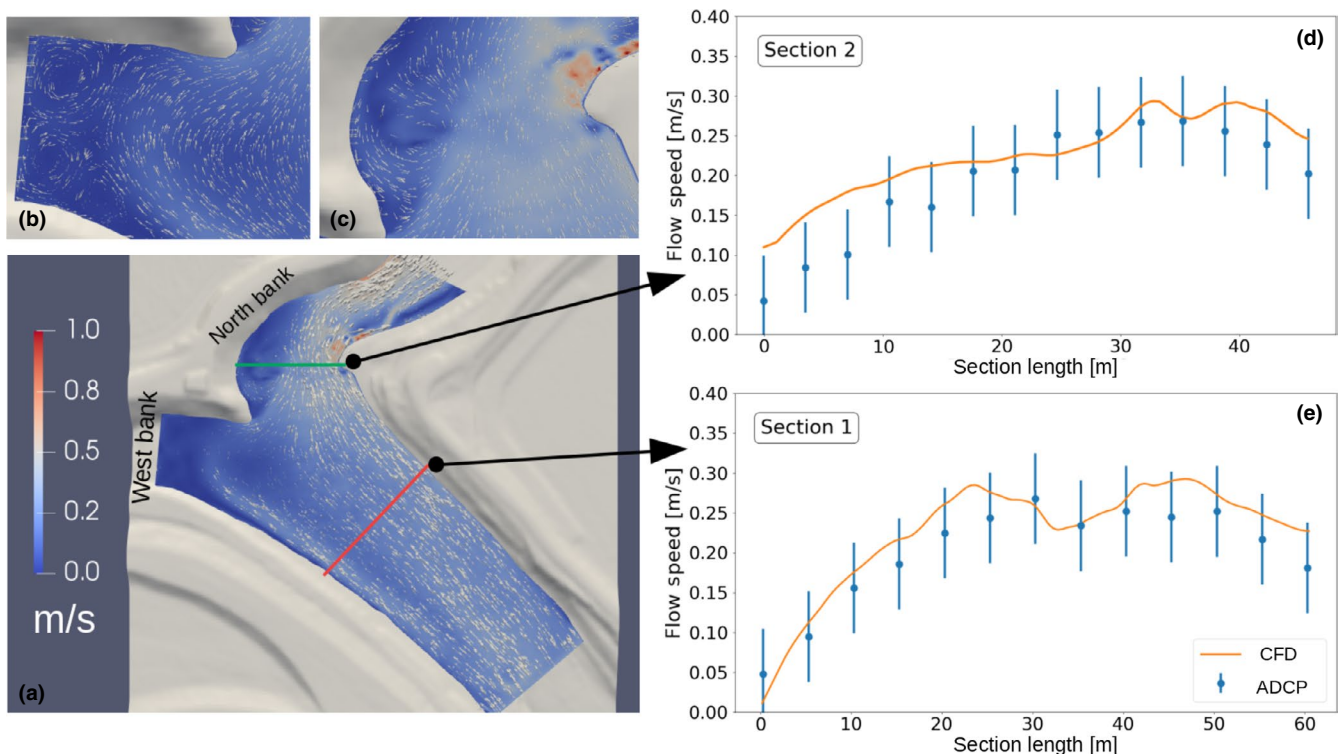 (b)
(c)
(a)
North bank
West bank
1.0
0.8
0.5
0.2
0.0
m/s
(d)
Section 2
Flow speed [m/s]
0.40
0.35
0.30
0.25
0.20
0.15
0.10
0.05
0.00
0 10 20 30 40
Section length [m]
(e)
Section 1
Flow speed [m/s]
0.40
0.35
0.30
0.25
0.20
0.15
0.10
0.05
0.00
0 10 20 30 40 50 60
Section length [m]
CFD
ADCP